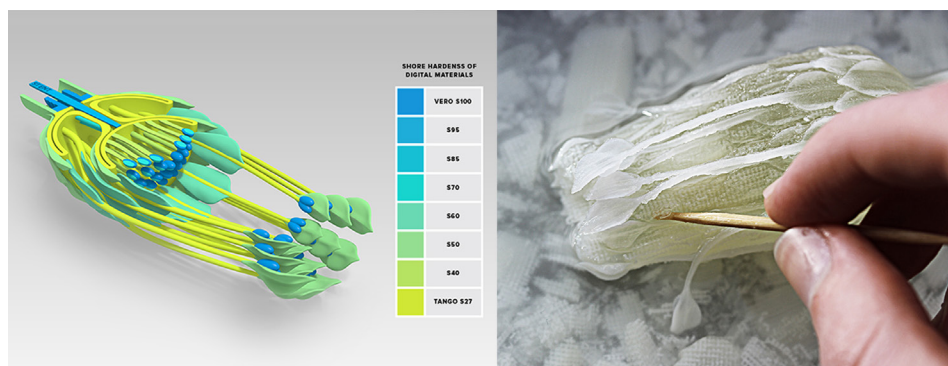 SHORE HARDENSS OF
DIGITAL MATERIALS
VERO S100
S95
S85
S70
S60
S50
S40
TANGO S27